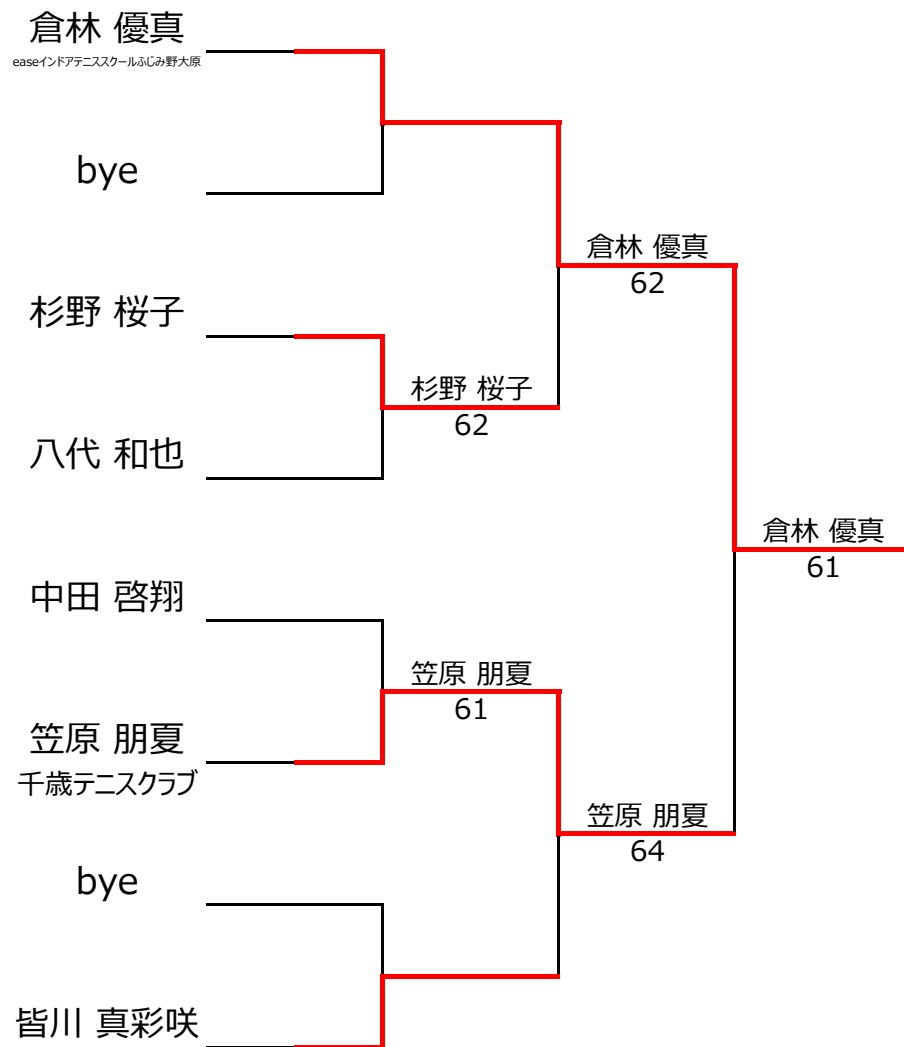 倉林 優真
easeインドアテニススクールふじみ野大原
bye
杉野 桜子
八代 和也
中田 啓翔
笠原 朋夏
千歳テニスクラブ
bye
皆川 真彩咲
杉野 桜子
62
笠原 朋夏
61
倉林 優真
62
笠原 朋夏
64
倉林 優真
61